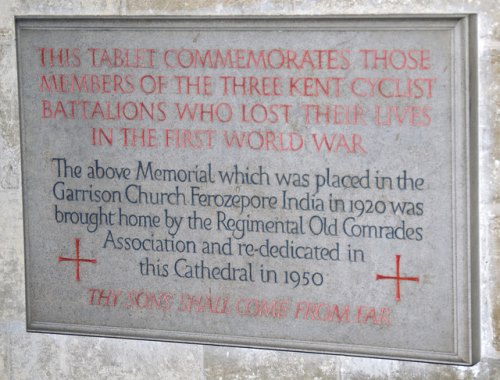 THIS TABLET COMMEMORATES THOSE
MEMBERS OF THE THREE KENT CYCLIST
BATTALIONS WHO LOST THEIR LIVES
IN THE FIRST WORLD WAR
The above Memorial which was placed in the
Garrison Church Ferozepore India in 1920 was
brought home by the Regimental Old Comrades
Association and re-dedicated in
this Cathedral in 1950
THY SONS SHALL COME FROM FAR